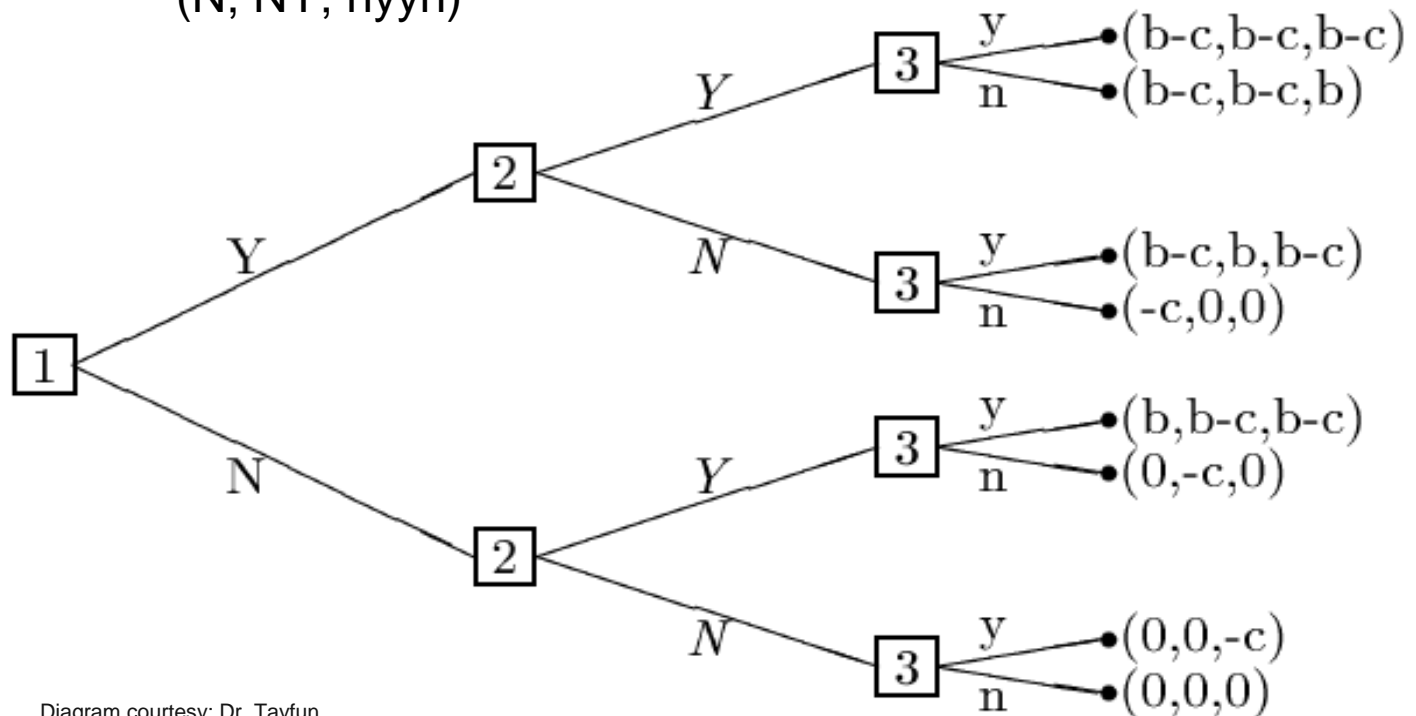 (N, NY, nyyn)
y
(b-c,b-c,b-c)
3
Y
n
(b-c,b-c,b)
2
y
(b-c,b,b-c)
Y
N
3
n
(-c,0,0)
1
y
(b,b-c,b-c)
N
Y
3
n
(0,-c,0)
2
y
(0,0,-c)
N
3
n
(0,0,0)
Diagram courtesy: Dr. Tayfun